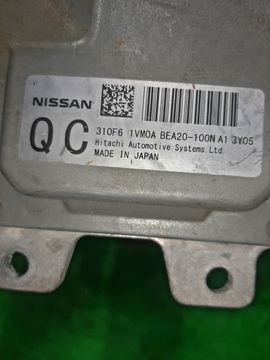 NISSAN
QC 310F6 1VM0A BEA20-100N A1 3Y05
Hitachi Automotive Systems,Ltd.
MADE IN JAPAN